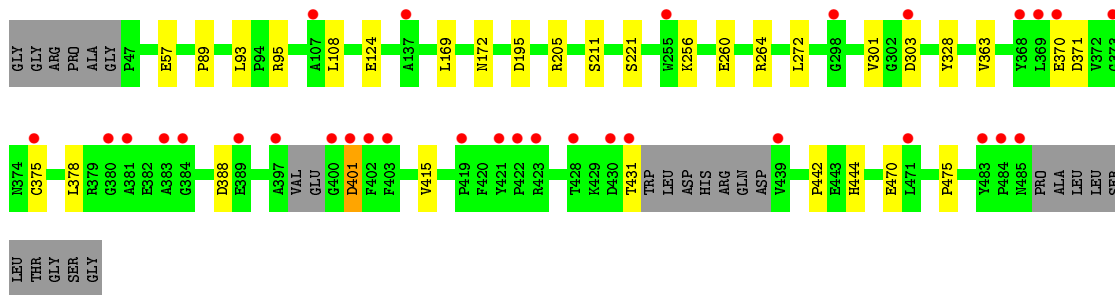 GLY GLY ARG PRO ALA GLY P47 E57 P89 L93 P94 R95 A107 L108 E124 A137 L169 N172 D195 R205 S211 S221 W255 K256 E260 R264 L272 G298 V301 G302 D303 Y328 V363 Y368 L369 E370 D371 V372 G373
N374 C375 L378 R379 G380 A381 E382 A383 G384 D388 E389 A397 VAL GLU G400 D401 F402 F403 V415 P419 F420 Y421 P422 R423 T428 K429 D430 T431 TRP LEU ASP HIS ARG GLN ASP V439 P442 E443 H444 E470 L471 P475 Y483 P484 N485 PRO ALA LEU LEU SER
LEU THR GLY SER GLY